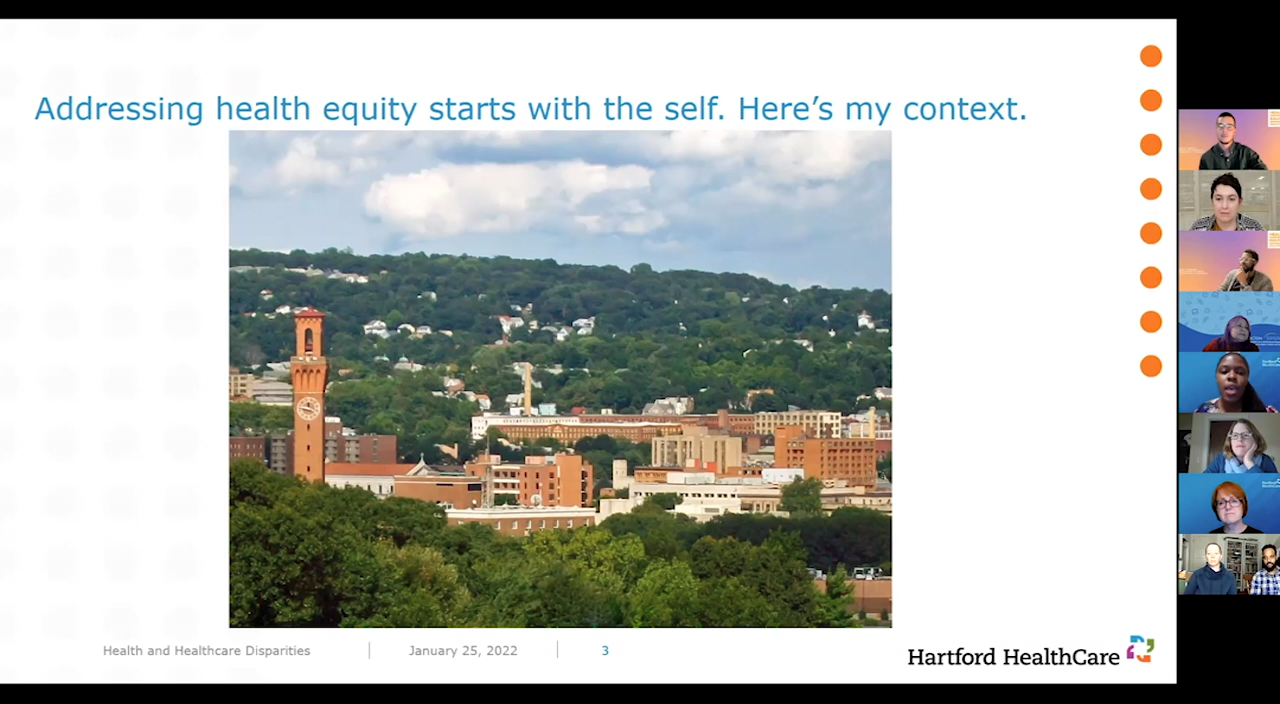 Addressing health equity starts with the self. Here’s my context.
Health and Healthcare Disparities
January 25, 2022
3
Hartford HealthCare